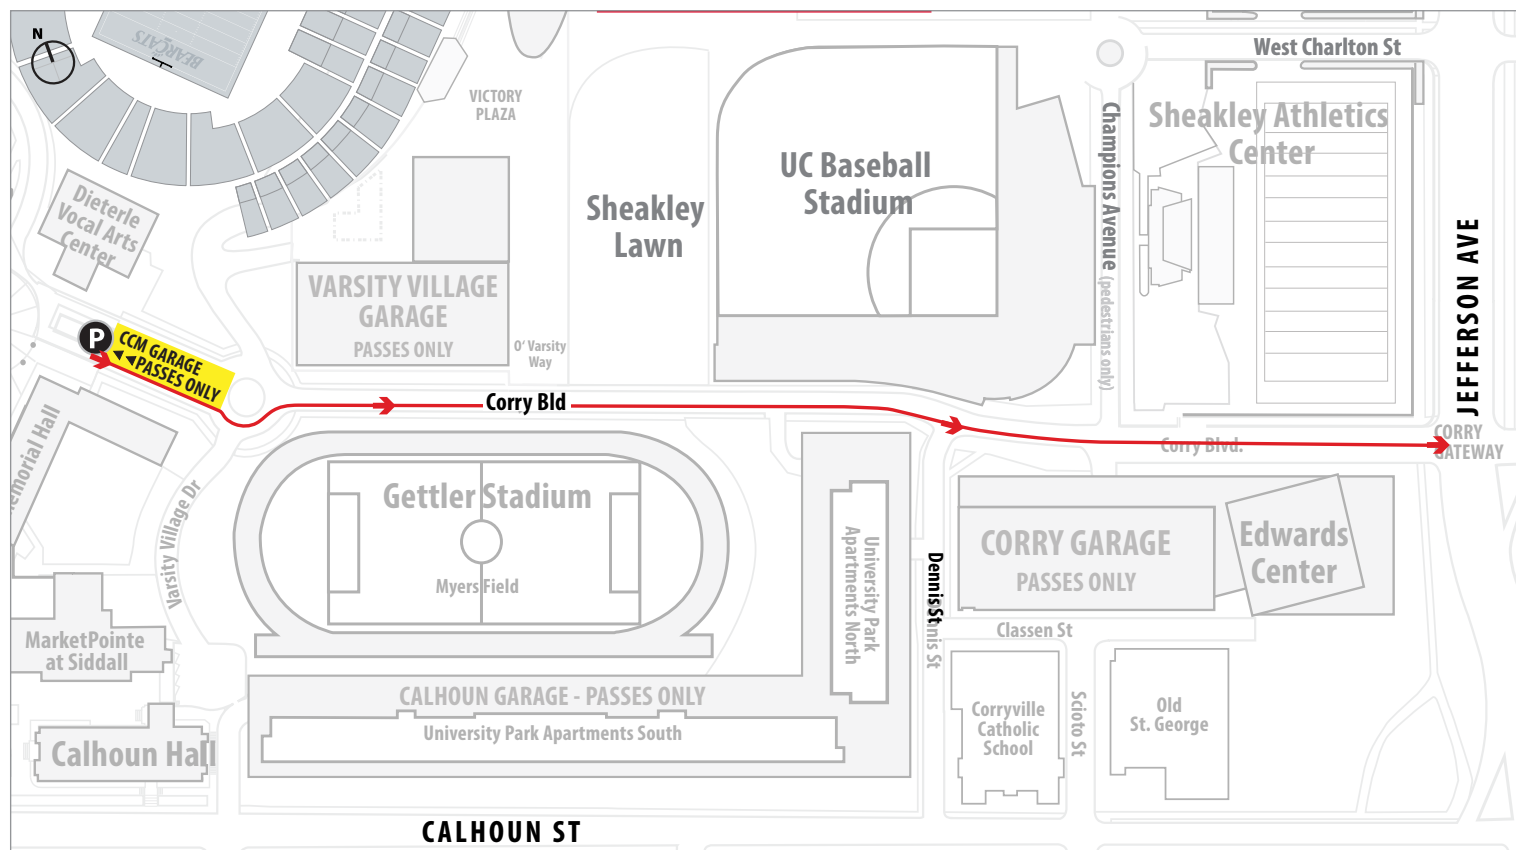 N
BEARCATS
West Charlton St
VICTORY
PLAZA
Sheakley Athletics
Center
Champions Avenue (pedestrians only)
UC Baseball
Stadium
Dieterle
Vocal Arts
Center
Sheakley
Lawn
JEFFERSON AVE
VARSITY VILLAGE
GARAGE
PASSES ONLY
O' Varsity
Way
P
CCM GARAGE
PASSES ONLY
Corry Bld
CORRY
GATEWAY
Corry Blvd.
emorial Hall
Varsity Village Dr
Gettler Stadium
Myers Field
University Park
Apartments North
Dennis St
nnis St
CORRY GARAGE
PASSES ONLY
Edwards
Center
Classen St
MarketPointe
at Siddall
CALHOUN GARAGE - PASSES ONLY
University Park Apartments South
Corryville
Catholic
School
Scioto St
Old
St. George
Calhoun Hall
CALHOUN ST